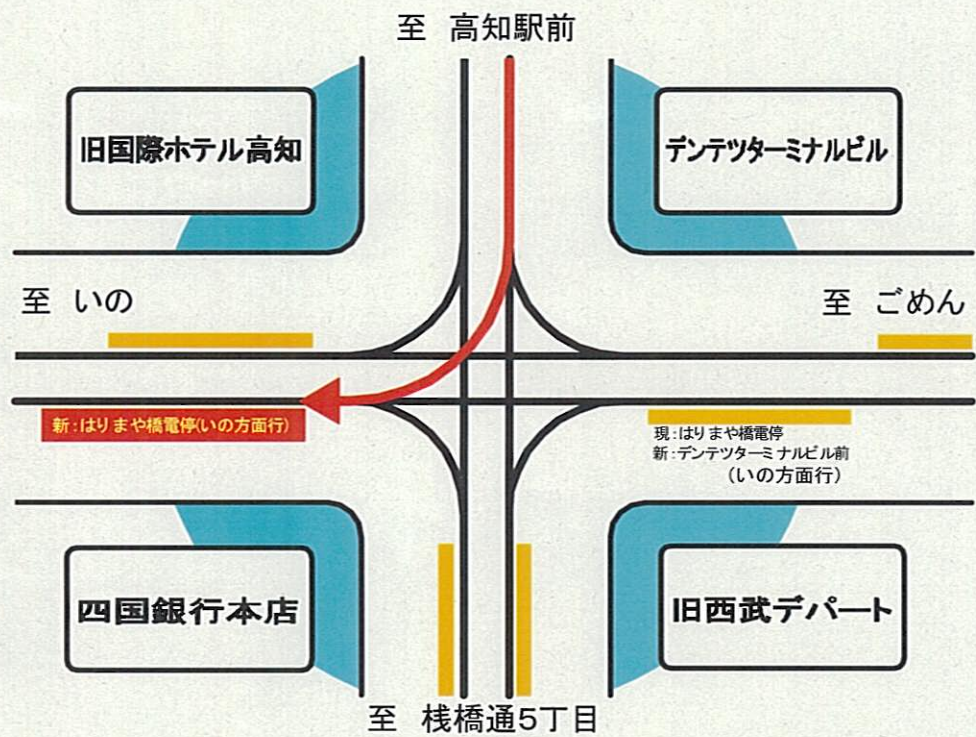 至 高知駅前
旧国際ホテル高知
デンテツターミナルビル
至 いの
至 ごめん
新:はりまや橋電停(いの方面行)
現:はりまや橋電停
新:デンテツターミナルビル前
(いの方面行)
四国銀行本店
旧西武デパート
至 桟橋通5丁目